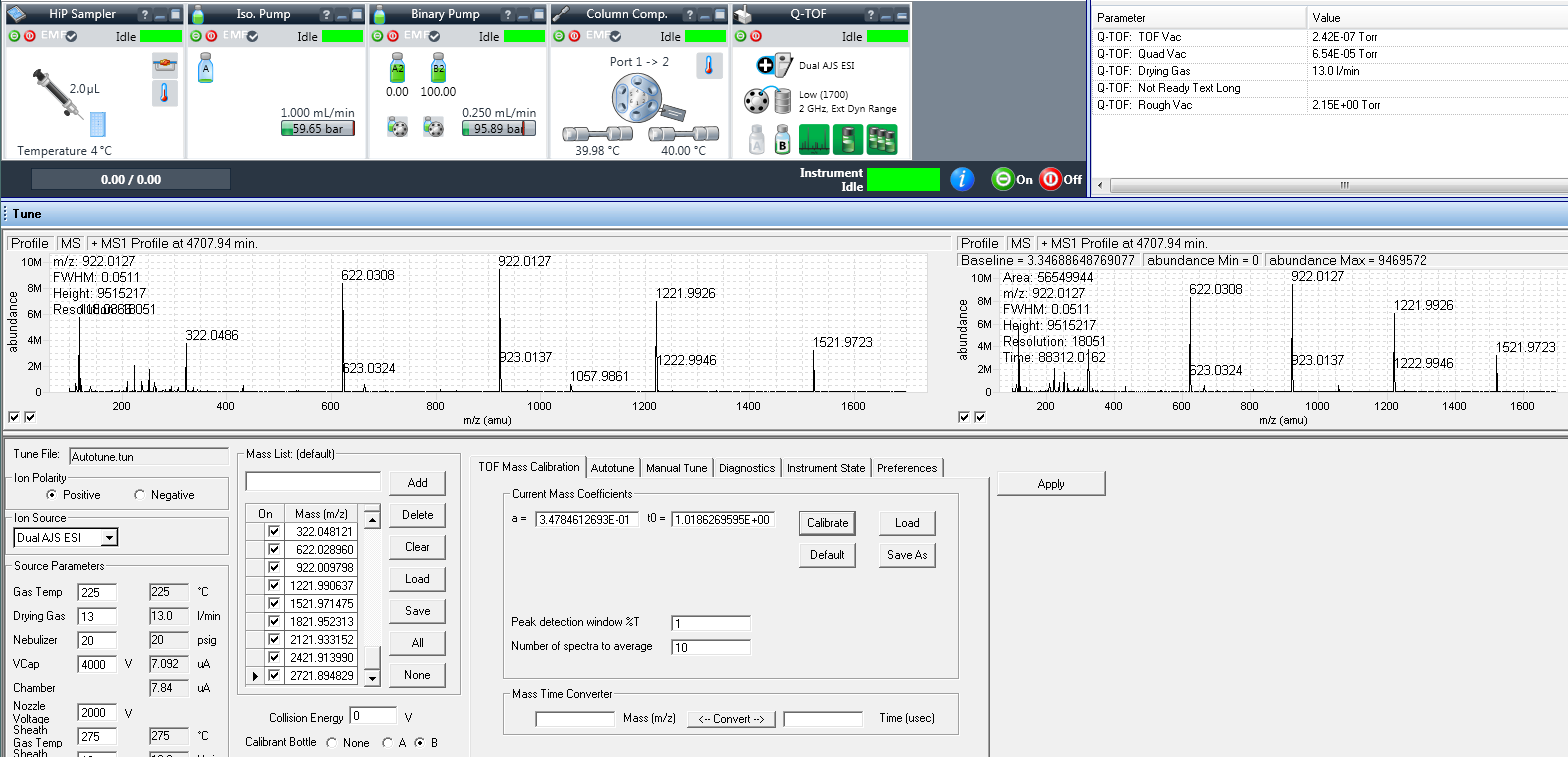 HiP Sampler ? Iso. Pump ? Binary Pump ? Column Comp. ? Q-TOF ?
EMF Idle EMF Idle EMF Idle EMF Idle Idle
2.0µL
Temperature 4 °C
A
1.000 mL/min
59.65 bar
A2 B2
0.00 100.00
0.250 mL/min
95.89 bar
Port 1 -> 2
39.98 °C 40.00 °C
Dual AJS ESI
Low (1700)
2 GHz, Ext Dyn Range
A B
Parameter Value
Q-TOF: TOF Vac 2.42E-07 Torr
Q-TOF: Quad Vac 6.54E-05 Torr
Q-TOF: Drying Gas 13.0 l/min
Q-TOF: Not Ready Text Long
Q-TOF: Rough Vac 2.15E+00 Torr
0.00 / 0.00
Instrument
Idle
i On Off
Tune
Profile MS + MS1 Profile at 4707.94 min.
10M
8M
6M
4M
2M
0
abundance
m/z: 922.0127
FWHM: 0.0511
Height: 9515217
322.0486
622.0308
623.0324
922.0127
923.0137
1057.9861
1221.9926
1222.9946
1521.9723
200 400 600 800 1000 1200 1400 1600
m/z (amu)
Profile MS + MS1 Profile at 4707.94 min.
Baseline = 3.34688648769077 abundance Min = 0 abundance Max = 9469572
10M
8M
6M
4M
2M
0
abundance
Area: 56549944
m/z: 922.0127
FWHM: 0.0511
Height: 9515217
Resolution: 18051
Time: 88312.0162
622.0308
623.0324
922.0127
923.0137
1221.9926
1222.9946
1521.9723
200 400 600 800 1000 1200 1400 1600
m/z (amu)
Tune File: Autotune.tun
Ion Polarity
Positive Negative
Ion Source
Dual AJS ESI
Source Parameters
Gas Temp 225 225 °C
Drying Gas 13 13.0 l/min
Nebulizer 20 20 psig
VCap 4000 V 7.092 uA
Chamber 7.84 uA
Nozzle
Voltage 2000 V
Sheath
Gas Temp 275 275 °C
Sheath
Mass List: (default)
Add
Delete
Clear
Load
Save
All
None
On Mass (m/z)
322.048121
622.028960
922.009798
1221.990637
1521.971475
1821.952313
2121.933152
2421.913990
2721.894829
Collision Energy 0 V
Calibrant Bottle None A B
TOF Mass Calibration Autotune Manual Tune Diagnostics Instrument State Preferences
Current Mass Coefficients
a = 3.4784612693E-01 t0 = 1.0186269595E+00
Calibrate Load
Default Save As
Peak detection window %T 1
Number of spectra to average 10
Mass Time Converter
Mass (m/z) <-- Convert --> Time (usec)
Apply